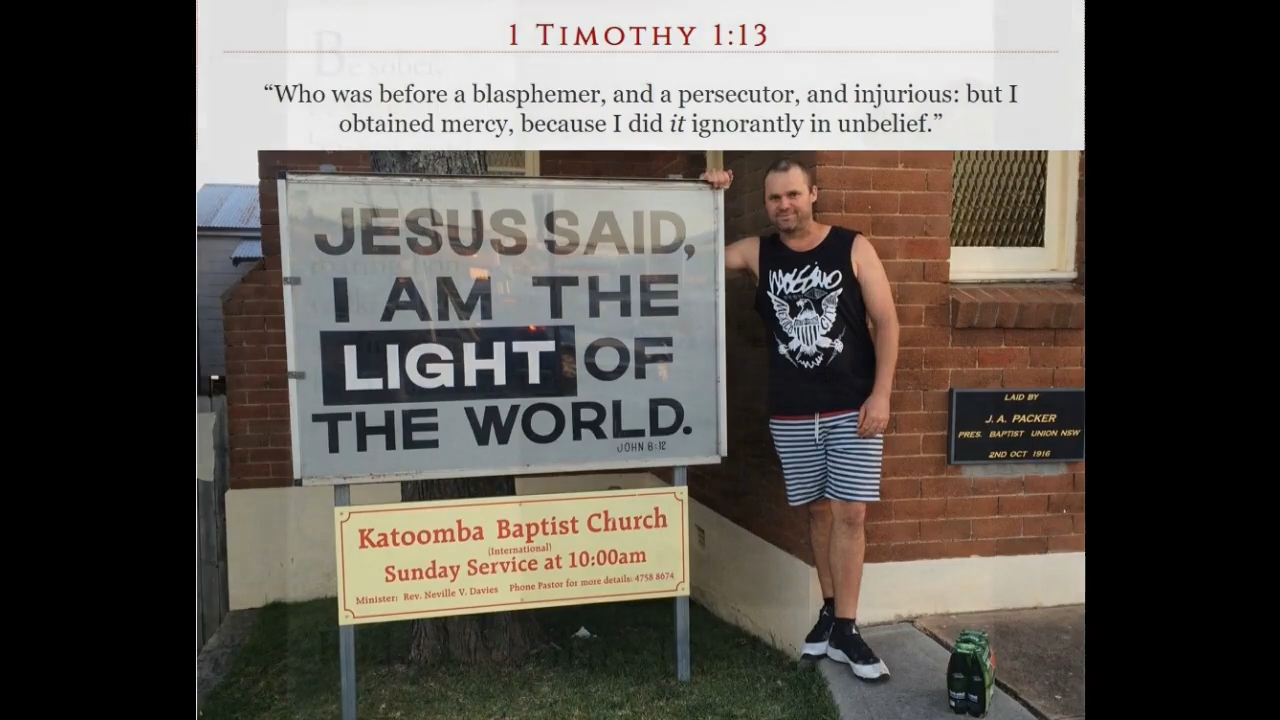 1 TIMOTHY 1:13
“Who was before a blasphemer, and a persecutor, and injurious: but I
obtained mercy, because I did it ignorantly in unbelief.”
Be sober,
JESUS SAID,
I AM THE
LIGHT OF
THE WORLD.
JOHN 8:12
MOSSIMO
LAID BY
J. A. PACKER
PRES. BAPTIST UNION NSW
2ND OCT 1916
Katoomba Baptist Church
(International)
Sunday Service at 10:00am
Minister: Rev. Neville V. Davies Phone Pastor for more details: 4758 8674